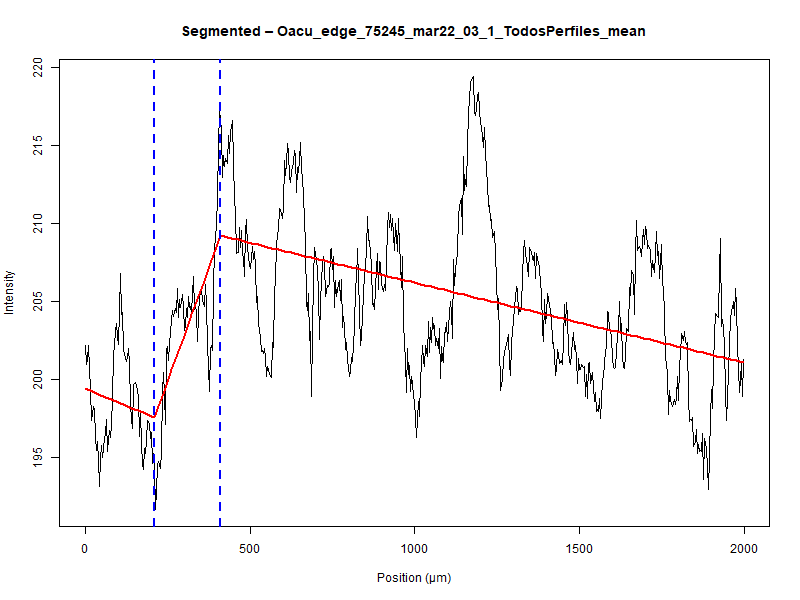 Segmented – Oacu_edge_75245_mar22_03_1_TodosPerfiles_mean
Intensity
220
215
210
205
200
195
0 500 1000 1500 2000
Position (µm)